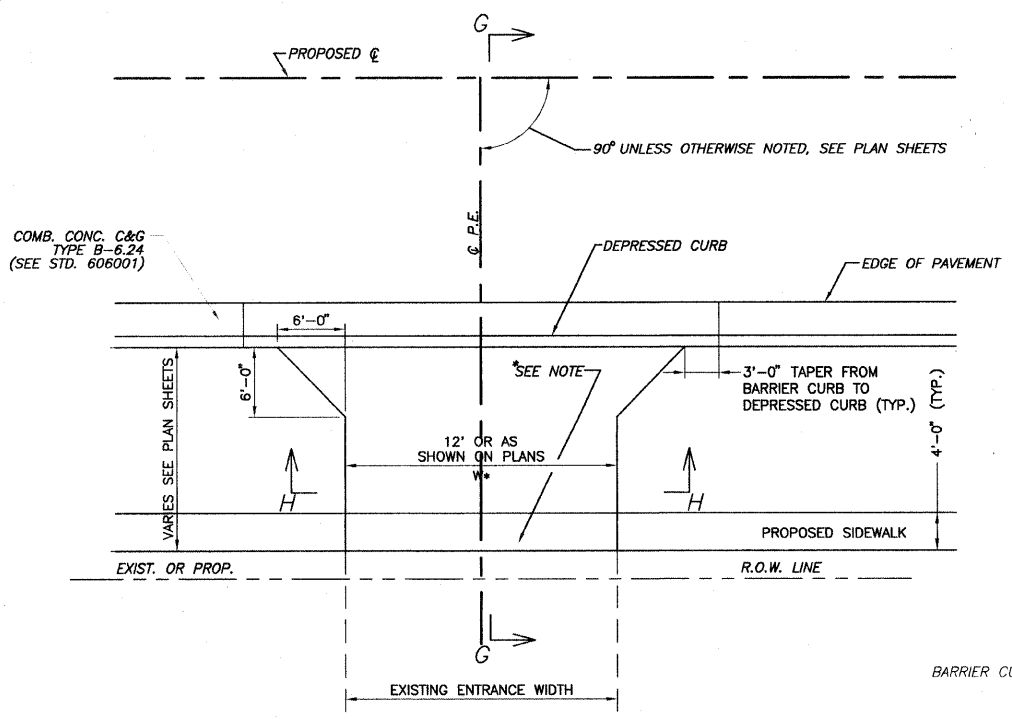 G
PROPOSED ℄
90° UNLESS OTHERWISE NOTED, SEE PLAN SHEETS
℄ P.E.
COMB. CONC. C&G
TYPE B-6.24
(SEE STD. 606001)
DEPRESSED CURB
EDGE OF PAVEMENT
6'-0"
6'-0"
*SEE NOTE
3'-0" TAPER FROM
BARRIER CURB TO
DEPRESSED CURB (TYP.)
VARIES SEE PLAN SHEETS
4'-0" (TYP.)
12' OR AS
SHOWN ON PLANS
W*
H
H
PROPOSED SIDEWALK
EXIST. OR PROP.
R.O.W. LINE
G
EXISTING ENTRANCE WIDTH
BARRIER CU